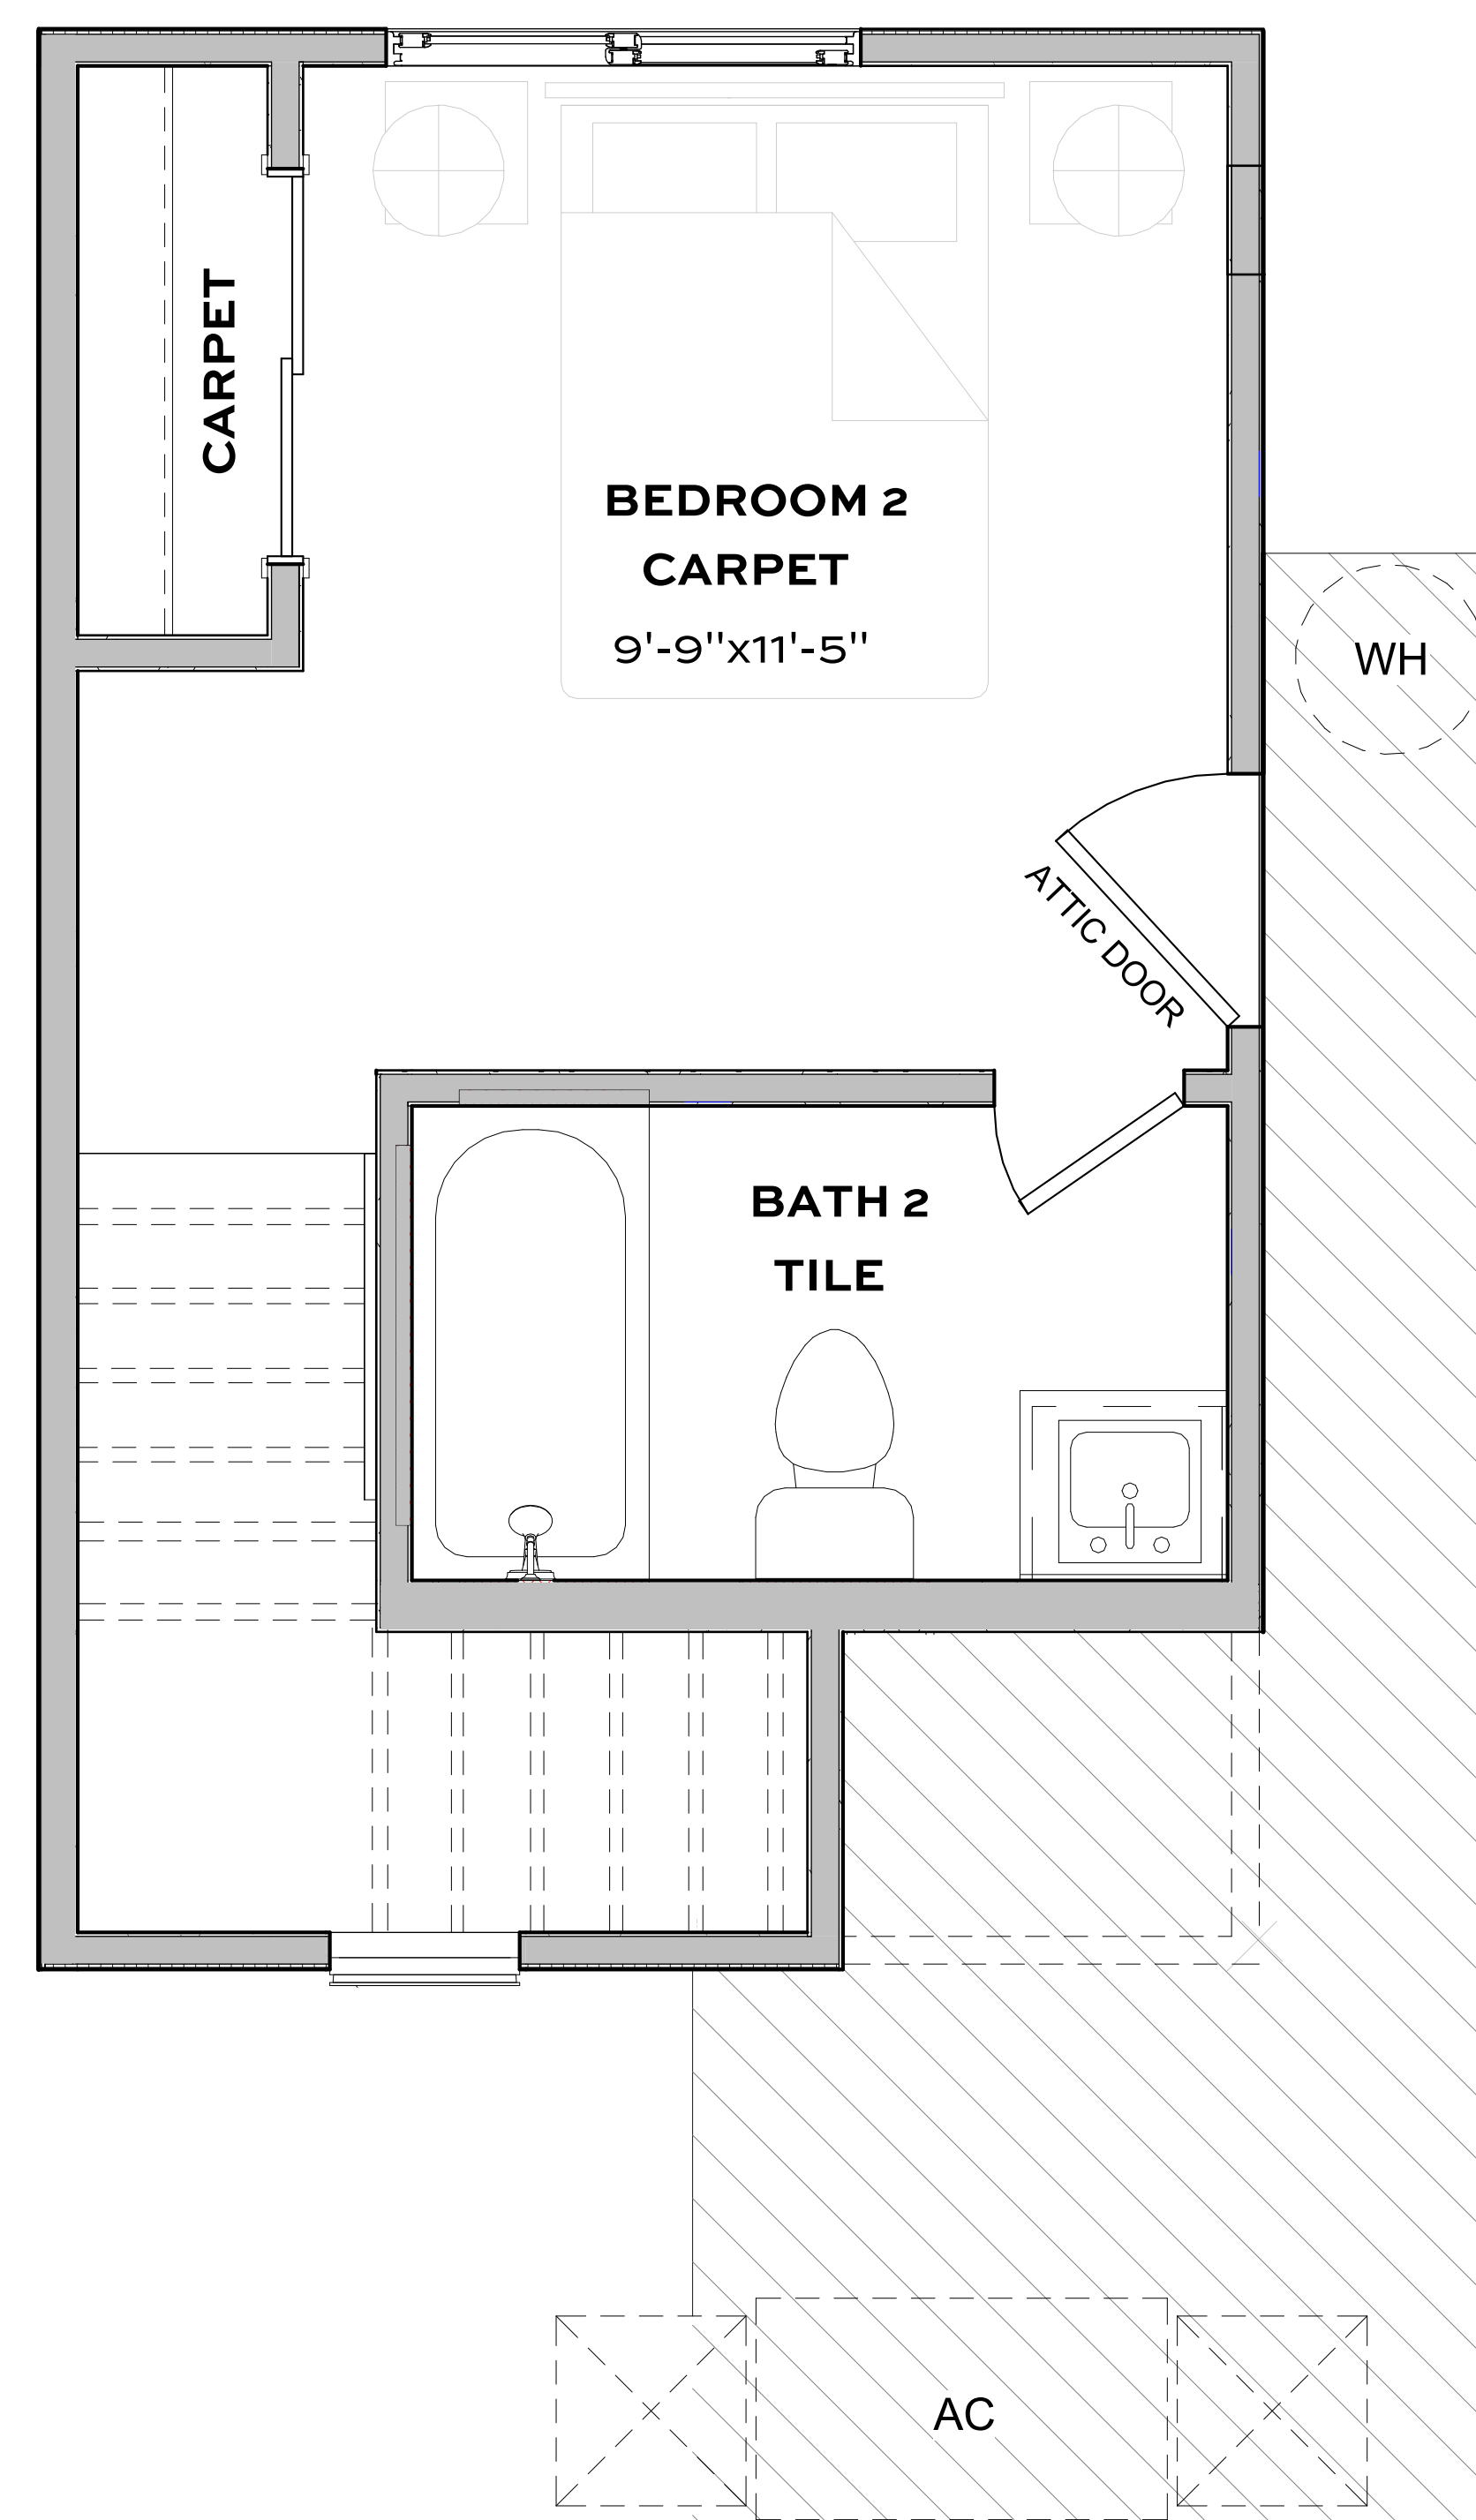 CARPET
BEDROOM 2
CARPET
9'-9"x11'-5"
WH
ATTIC DOOR
BATH 2
TILE
AC